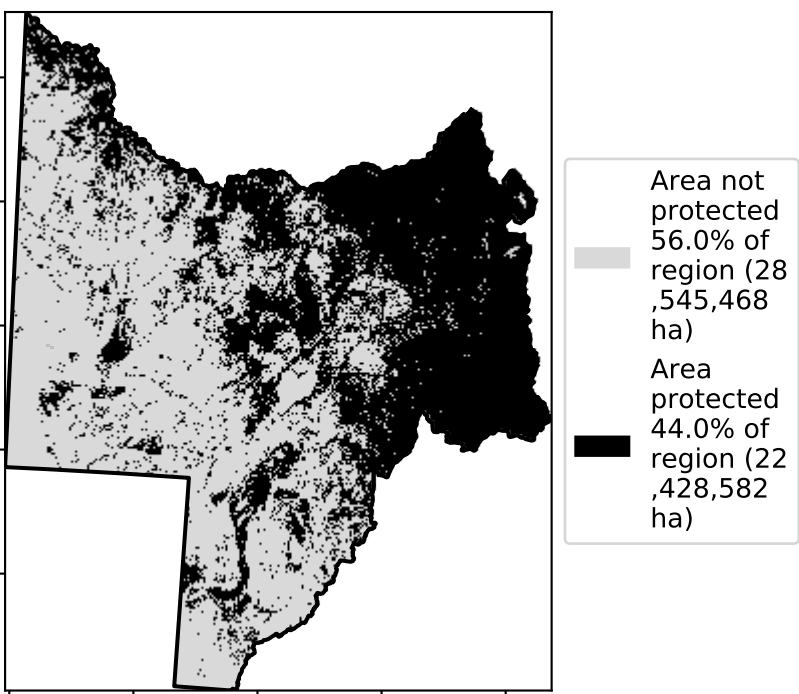 Area not
protected
56.0% of
region (28
,545,468
ha)
Area
protected
44.0% of
region (22
,428,582
ha)